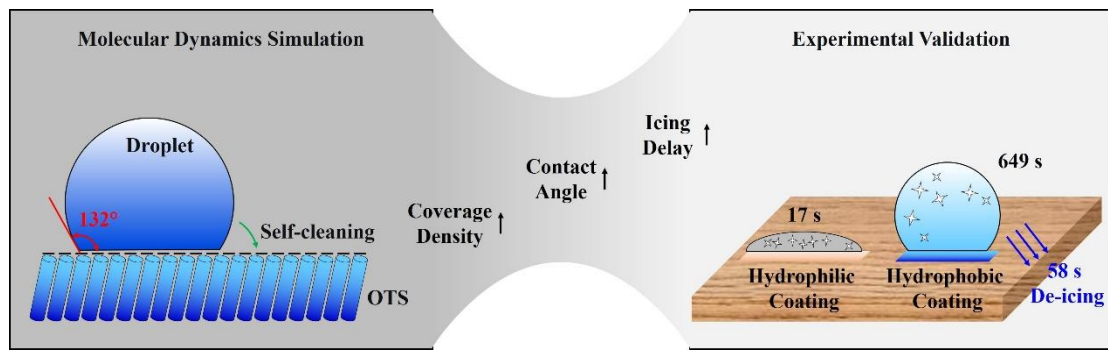 Molecular Dynamics Simulation
Droplet
132°
Self-cleaning
OTS
Coverage
Density
Contact
Angle
Icing
Delay
Experimental Validation
649 s
17 s
Hydrophilic
Coating
Hydrophobic
Coating
58 s
De-icing